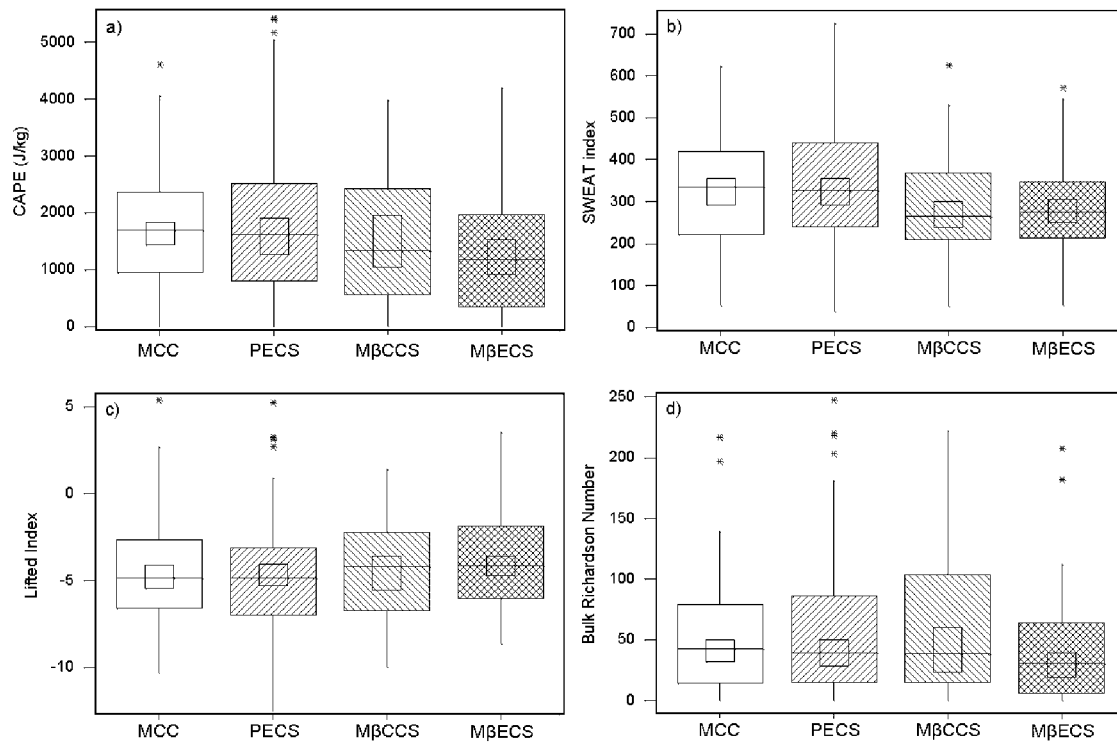 a)
CAPE (J/kg)
5000
4000
3000
2000
1000
0
MCC PECS MβCCS MβECS
b)
SWEAT index
700
600
500
400
300
200
100
0
MCC PECS MβCCS MβECS
c)
Lifted Index
5
0
-5
-10
MCC PECS MβCCS MβECS
d)
Bulk Richardson Number
250
200
150
100
50
0
MCC PECS MβCCS MβECS